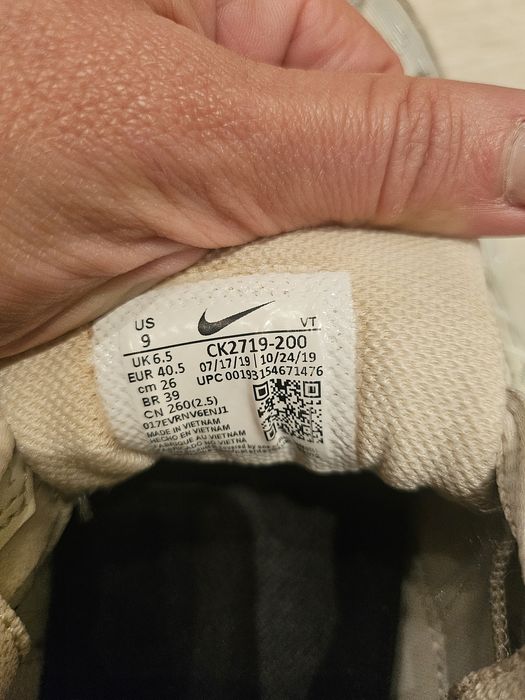 US
9
VT
UK 6.5
CK2719-200
EUR 40.5
07/17/19 | 10/24/19
cm 26
UPC 00193154671476
BR 39
CN 260(2.5)
017EVRNV6ENJ1
MADE IN VIETNAM
HECHO EN VIETNAM
FABRIQUE AU VIETNAM